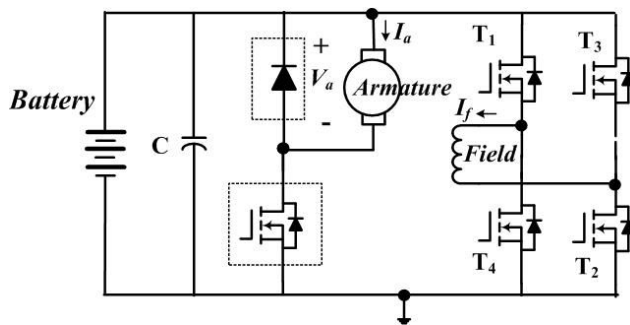 I_a
T_1
T_3
+
V_a
-
Armature
Battery
C
I_f
Field
T_4
T_2